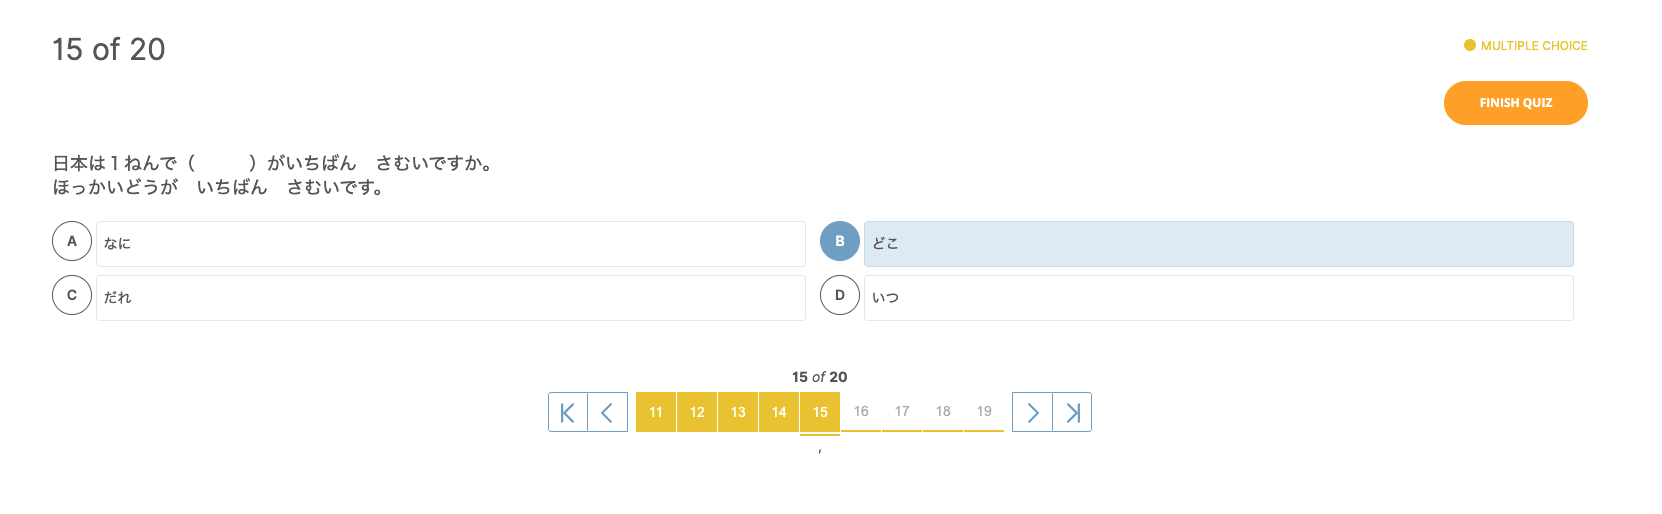 15 of 20
MULTIPLE CHOICE
FINISH QUIZ
日本は１ねんで（　　　）がいちばん　さむいですか。
ほっかいどうが　いちばん　さむいです。
A なに
B どこ
C だれ
D いつ
15 of 20
11 12 13 14 15 16 17 18 19
,